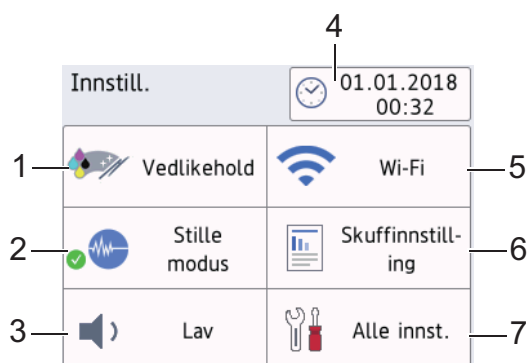 4
Innstill.
01.01.2018
00:32
1
Vedlikehold
Wi-Fi
5
2
Stille
modus
Skuffinnstill-
ing
6
3
Lav
Alle innst.
7